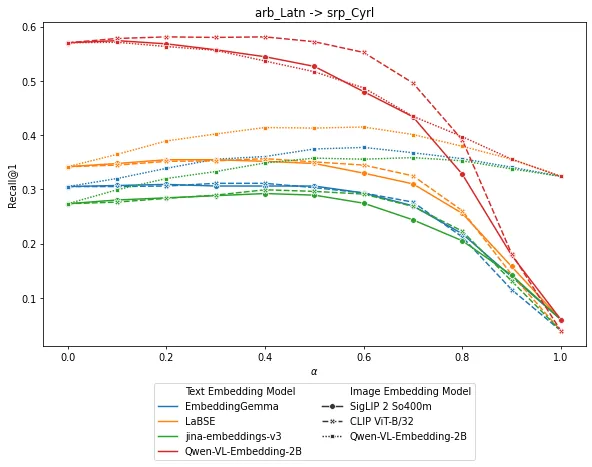 arb_Latn -> srp_Cyrl
0.6
0.5
0.4
0.3
0.2
0.1
Recall@1
0.0 0.2 0.4 0.6 0.8 1.0
α
Text Embedding Model Image Embedding Model
EmbeddingGemma SigLIP 2 So400m
LaBSE CLIP ViT-B/32
jina-embeddings-v3 Qwen-VL-Embedding-2B
Qwen-VL-Embedding-2B